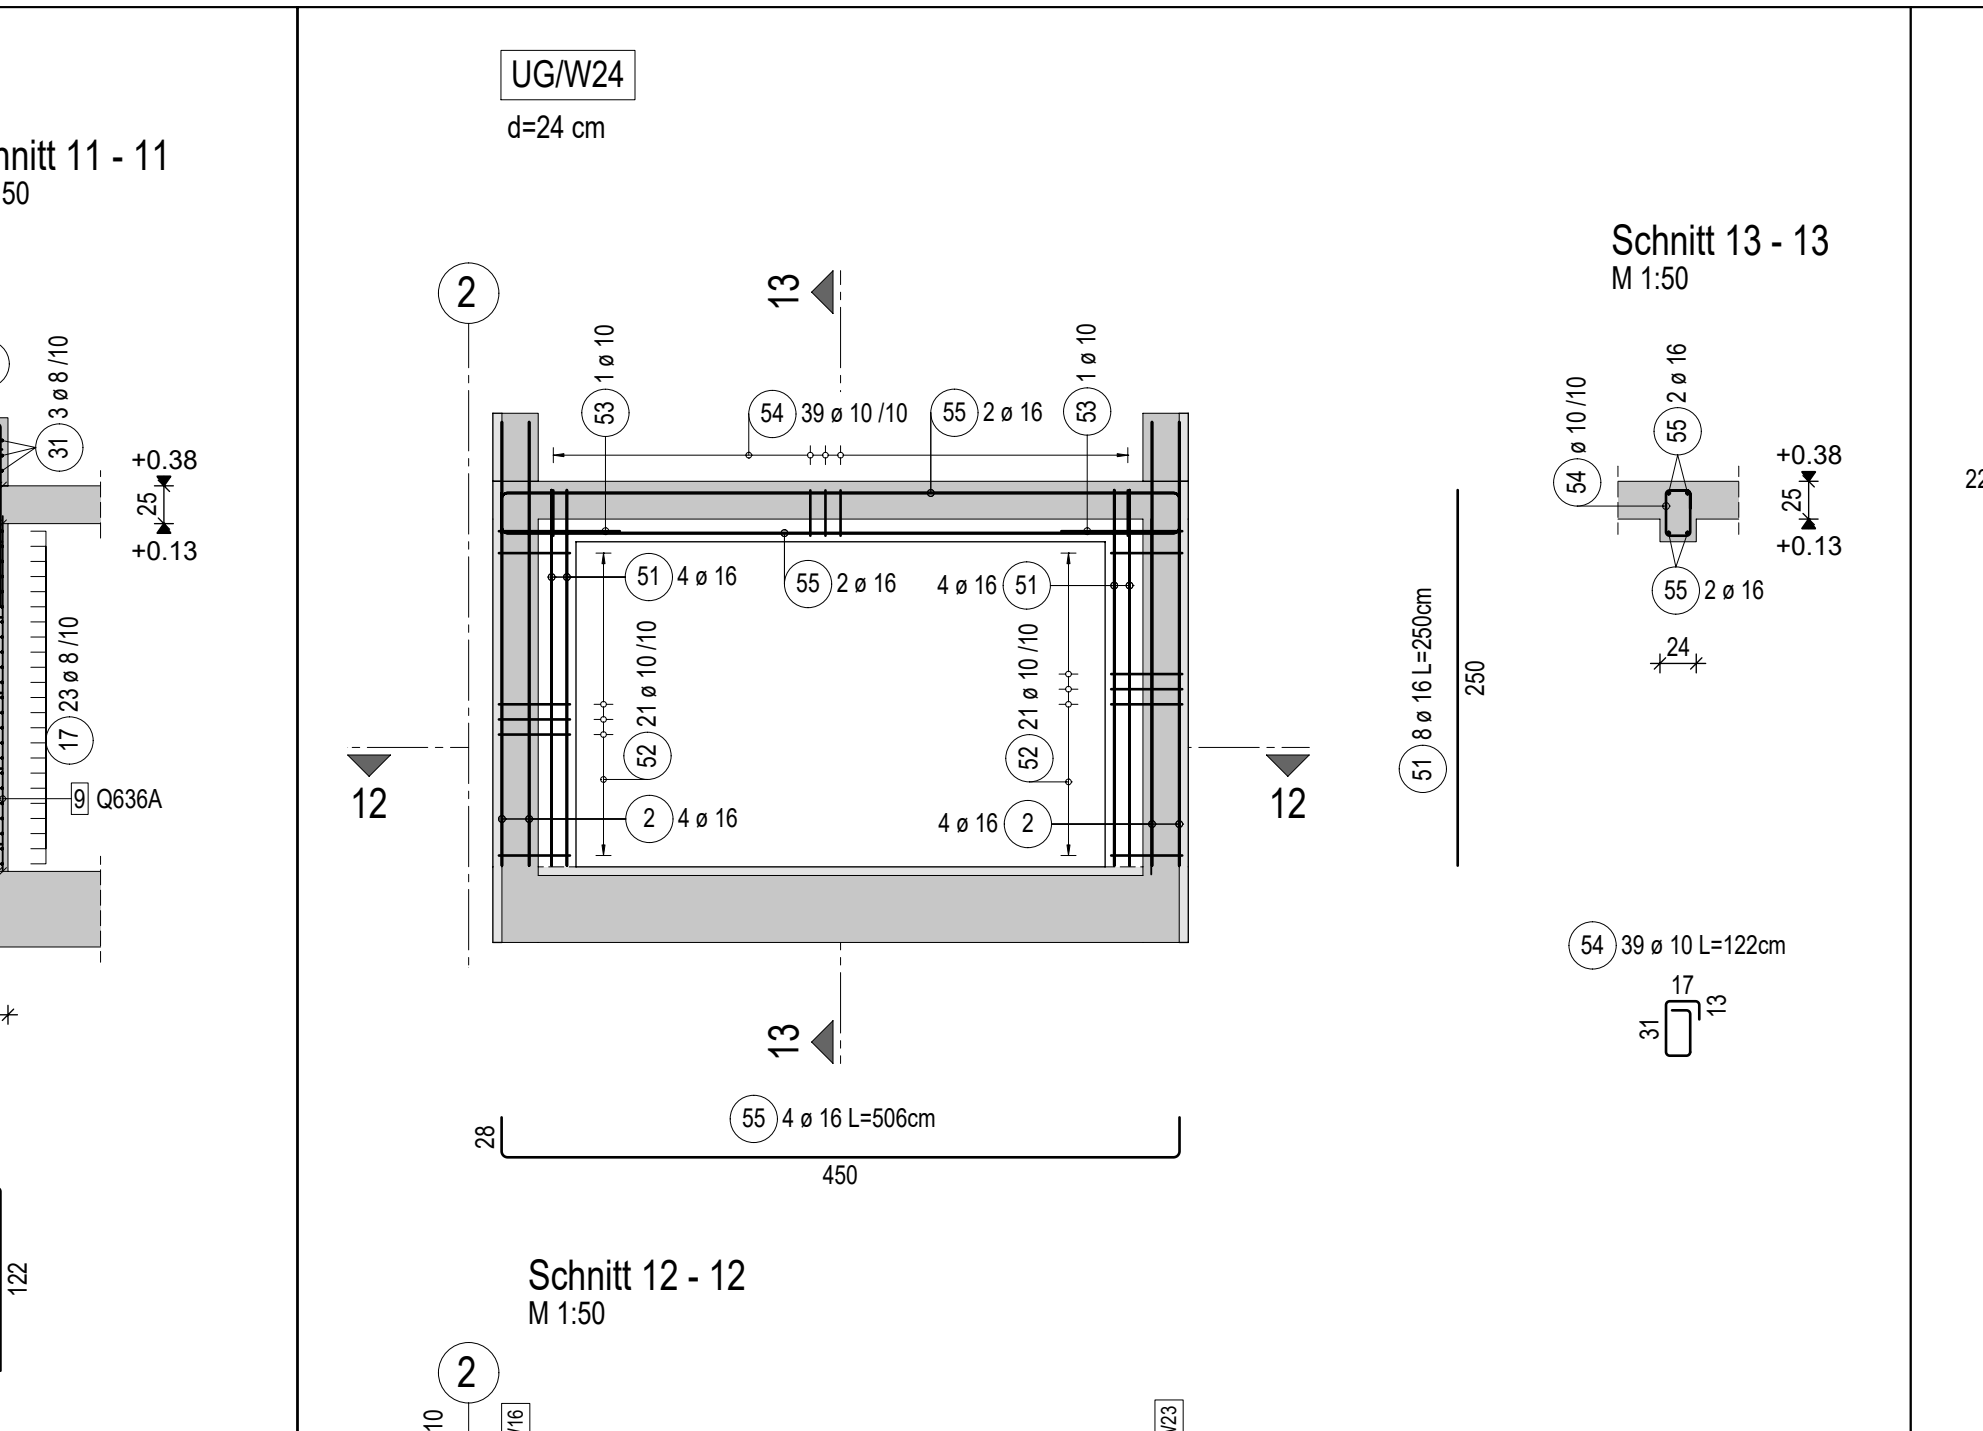 UG/W24
d=24 cm
11 - 11
50
31 3 ø 8 /10
+0.38
25
+0.13
17 23 ø 8 /10
9 Q636A
122
2
13
53 1 ø 10
54 39 ø 10 /10
55 2 ø 16
53 1 ø 10
51 4 ø 16
55 2 ø 16
4 ø 16 51
52 21 ø 10 /10
52 21 ø 10 /10
2 4 ø 16
4 ø 16 2
12
12
13
51 8 ø 16 L=250cm
250
Schnitt 13 - 13
M 1:50
54 ø 10 /10
55 2 ø 16
+0.38
25
+0.13
55 2 ø 16
24
54 39 ø 10 L=122cm
17
13
31
55 4 ø 16 L=506cm
28
450
Schnitt 12 - 12
M 1:50
2
10